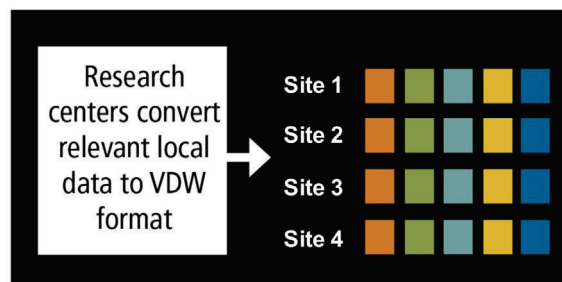 Research
centers convert
relevant local
data to VDW
format
Site 1
Site 2
Site 3
Site 4